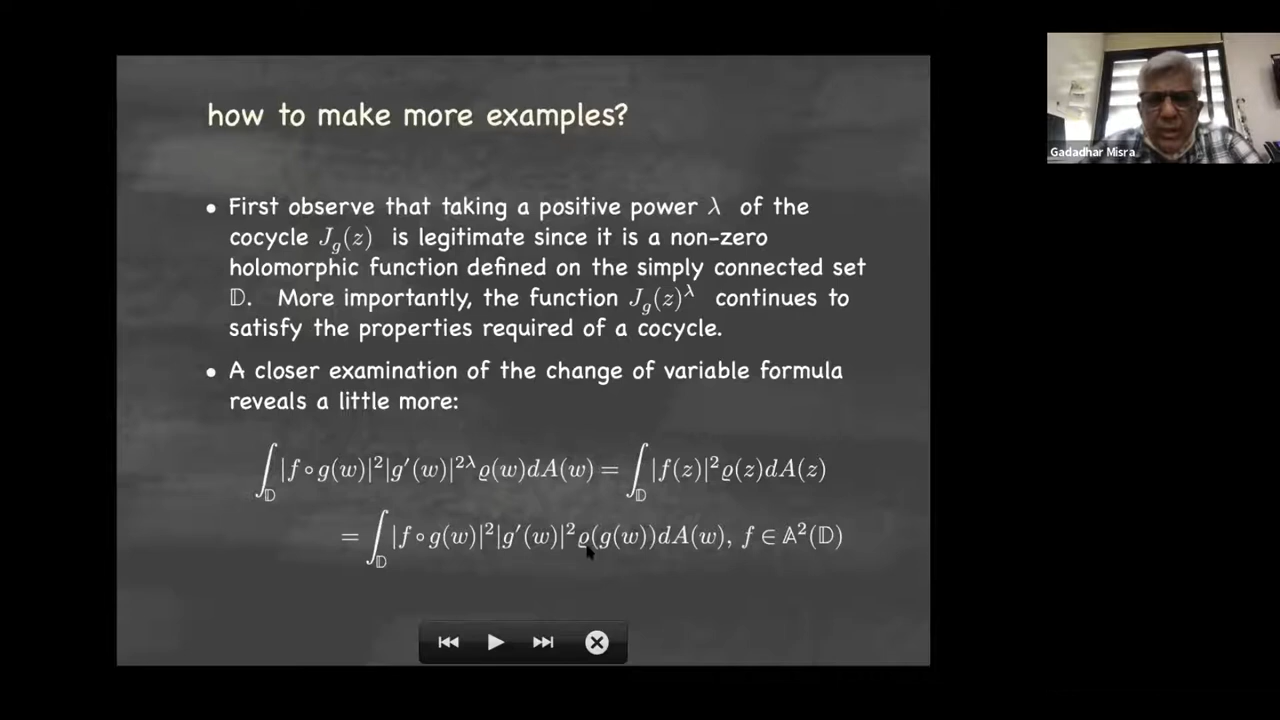 how to make more examples?
• First observe that taking a positive power λ of the
cocycle J_g(z) is legitimate since it is a non-zero
holomorphic function defined on the simply connected set
𝔻. More importantly, the function J_g(z)^λ continues to
satisfy the properties required of a cocycle.
• A closer examination of the change of variable formula
reveals a little more:
∫_𝔻 |f ∘ g(w)|²|g′(w)|^{2λ}ϱ(w)dA(w) = ∫_𝔻 |f(z)|²ϱ(z)dA(z)
= ∫_𝔻 |f ∘ g(w)|²|g′(w)|²ϱ(g(w))dA(w), f ∈ 𝔸²(𝔻)
Gadadhar Misra